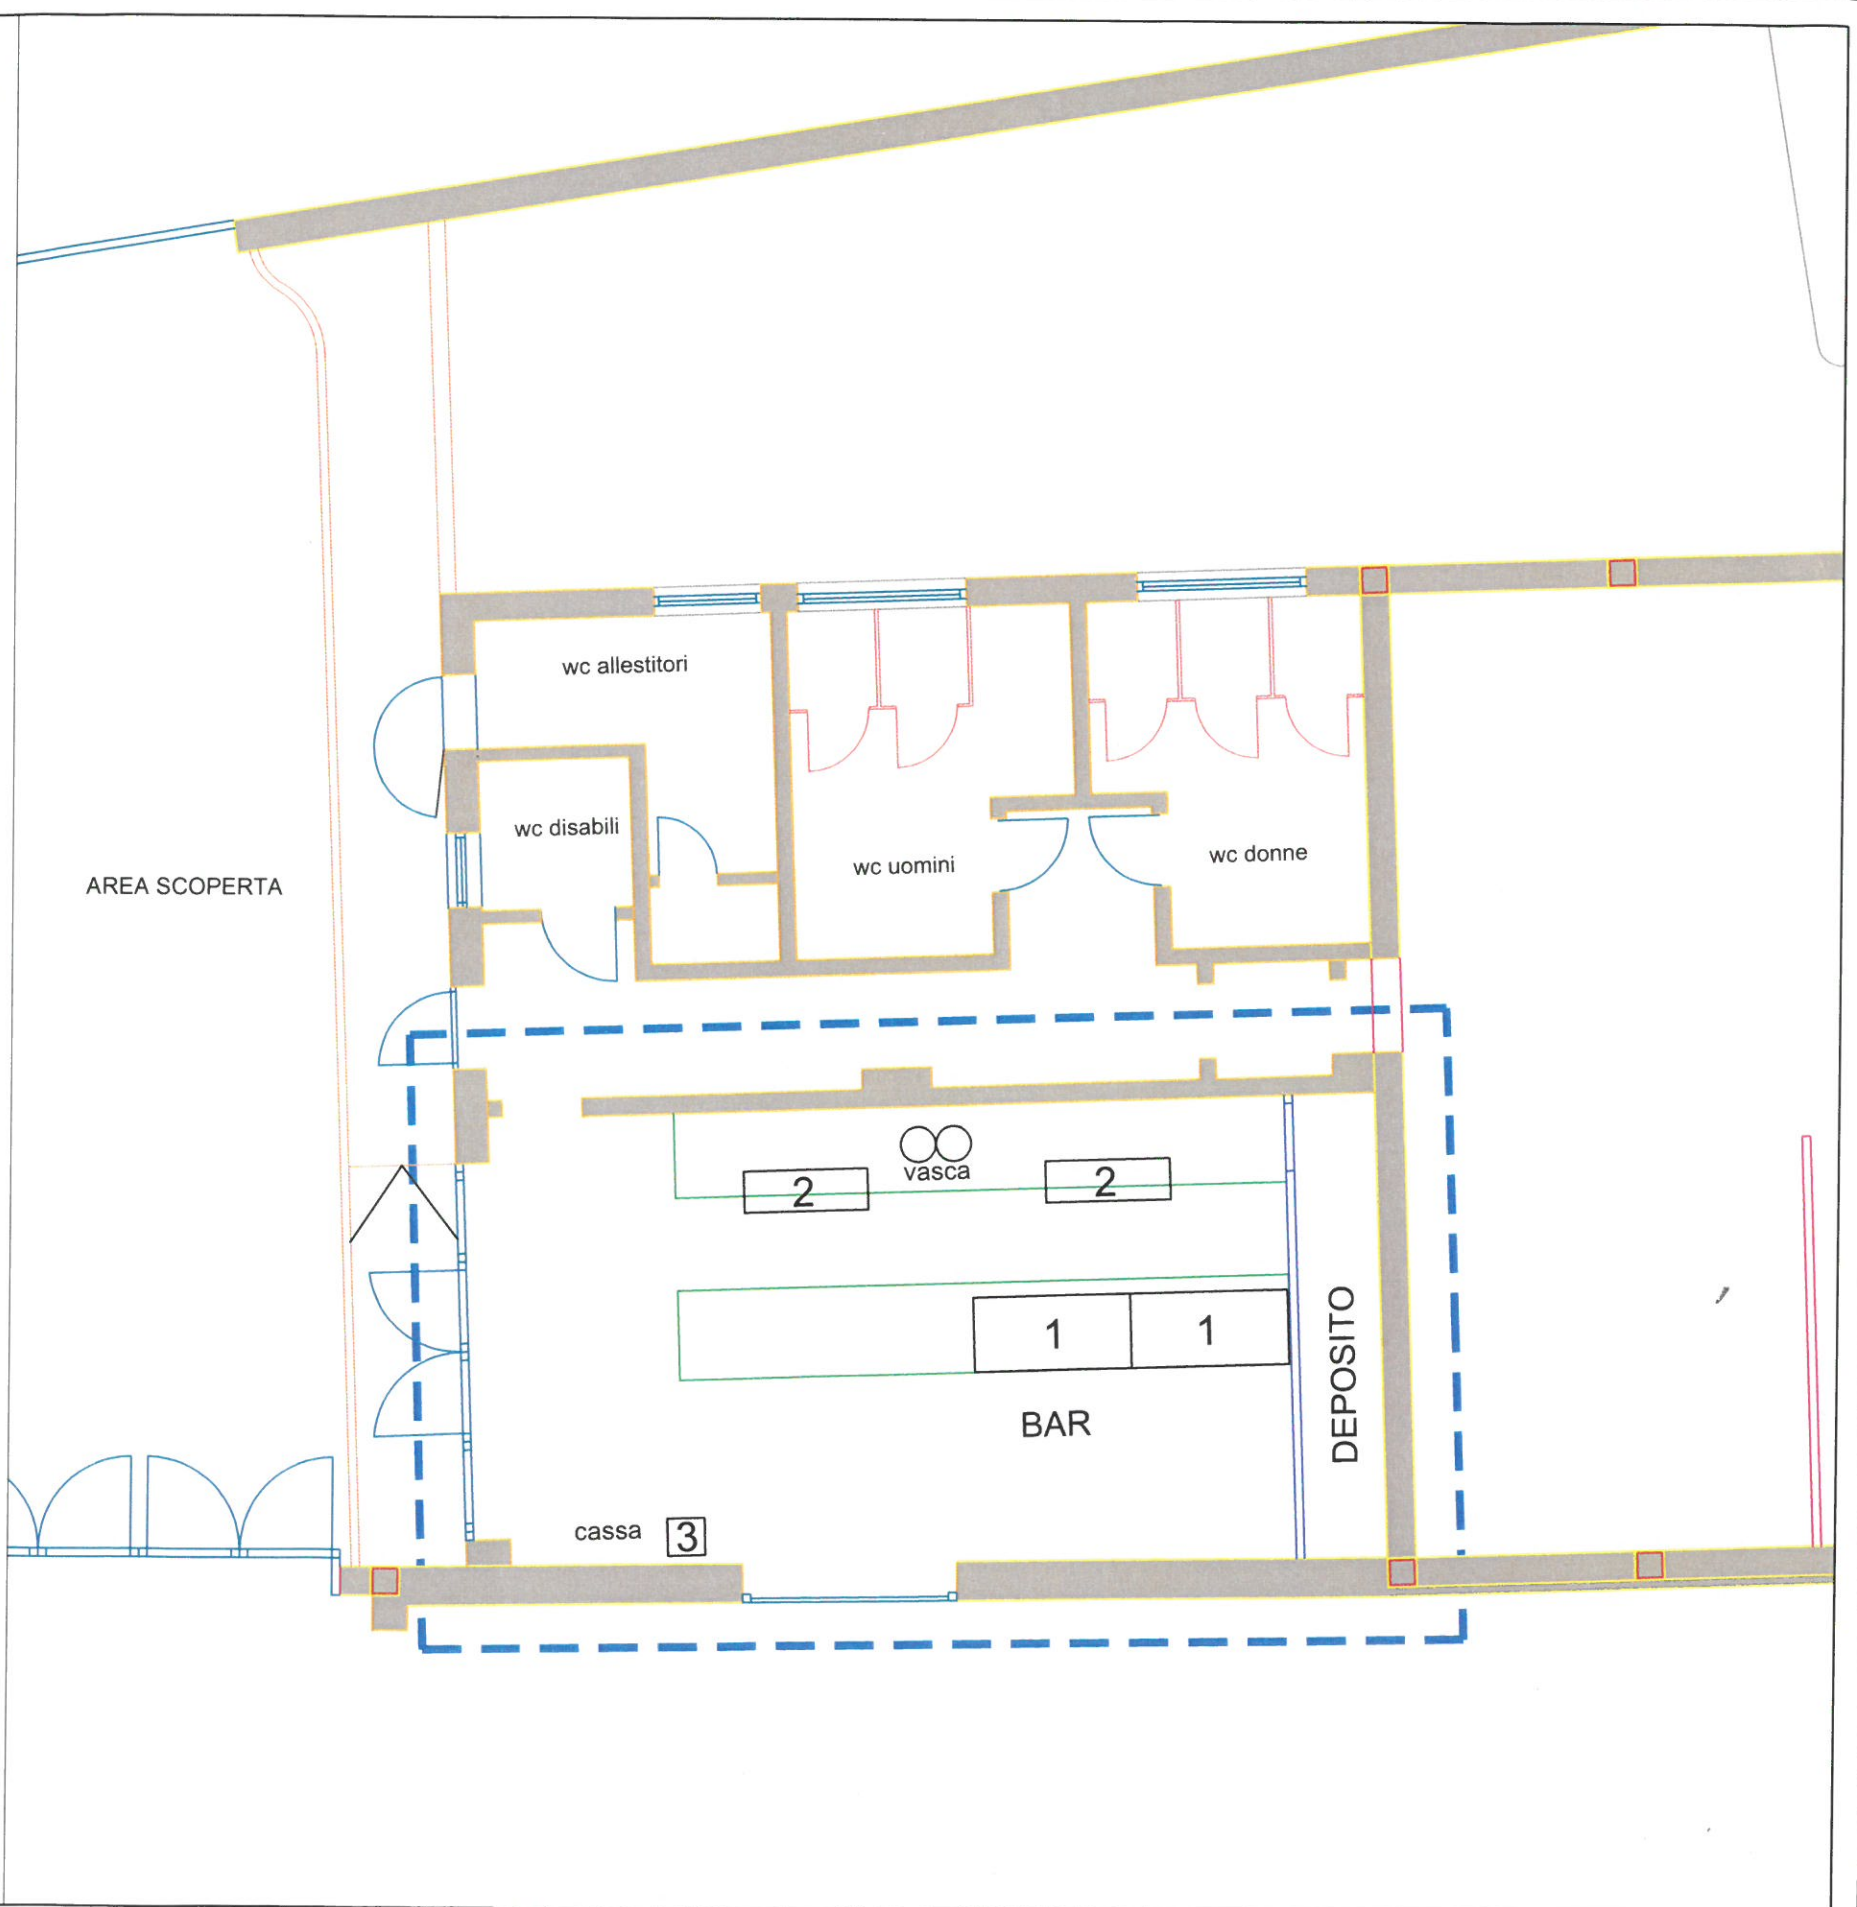 wc allestitori
wc disabili
wc uomini
wc donne
AREA SCOPERTA
vasca
2
2
1
1
BAR
DEPOSITO
cassa
3